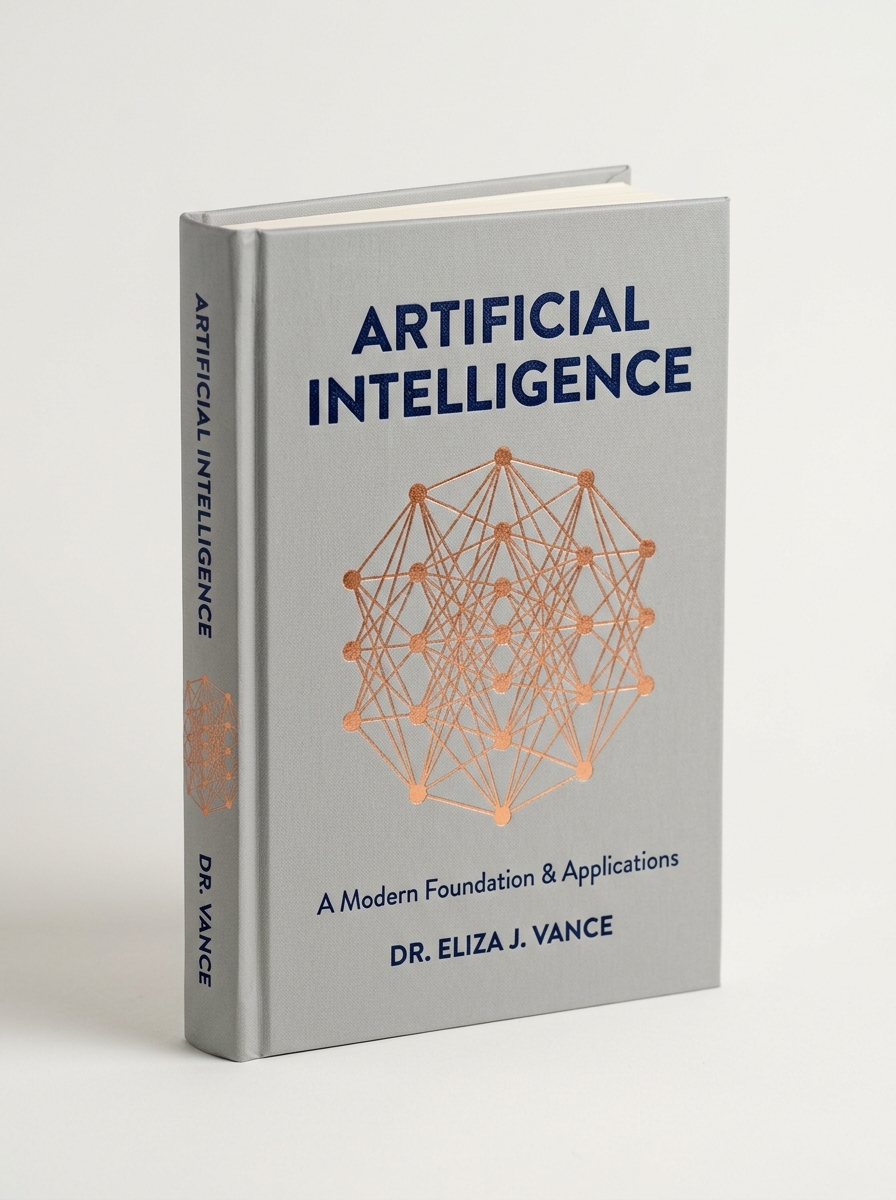 ARTIFICIAL INTELLIGENCE
DR. VANCE
ARTIFICIAL
INTELLIGENCE
A Modern Foundation & Applications
DR. ELIZA J. VANCE